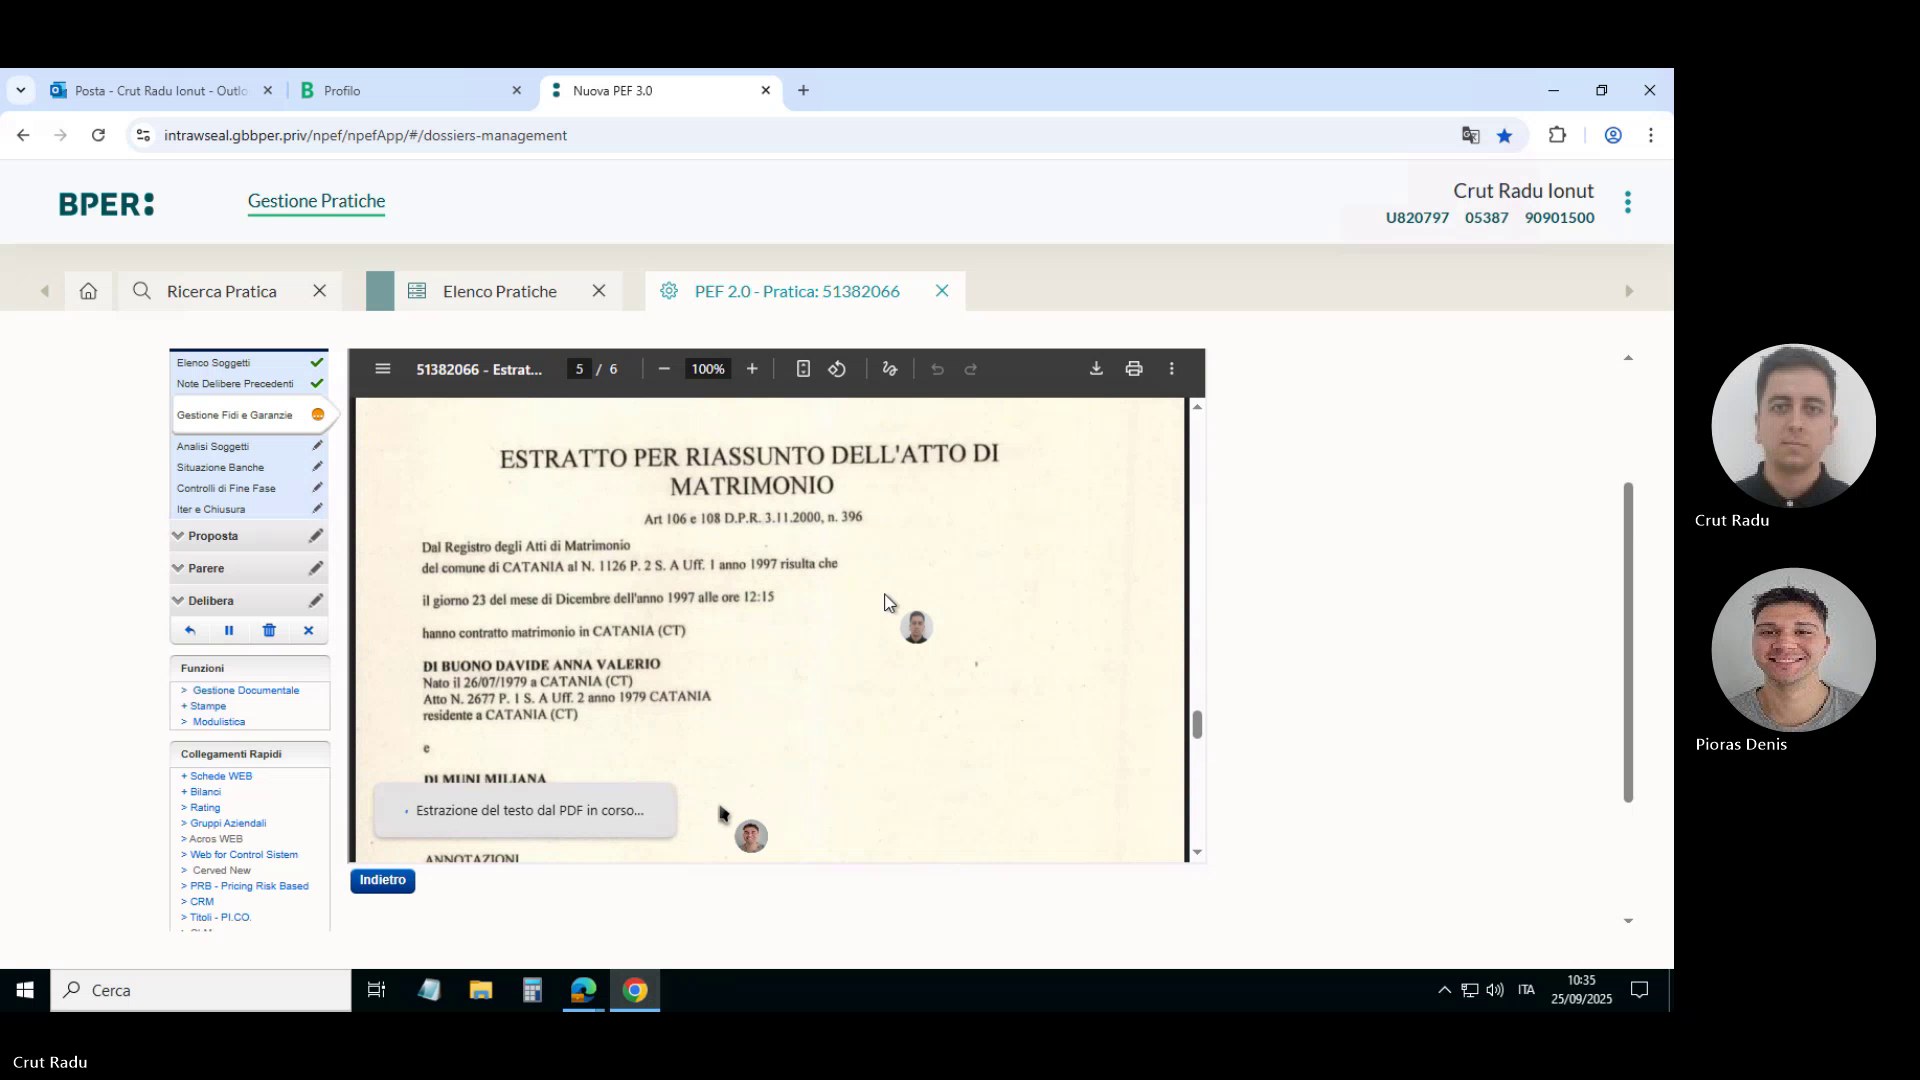 Posta - Crut Radu Ionut - Outlo
Profilo
Nuova PEF 3.0
intrawseal.gbbper.priv/npef/npefApp/#/dossiers-management
BPER:
Gestione Pratiche
Crut Radu Ionut
U820797 05387 90901500
Ricerca Pratica
Elenco Pratiche
PEF 2.0 - Pratica: 51382066
Elenco Soggetti
Note Delibere Precedenti
Gestione Fidi e Garanzie
Analisi Soggetti
Situazione Banche
Controlli di Fine Fase
Iter e Chiusura
Proposta
Parere
Delibera
Funzioni
> Gestione Documentale
+ Stampe
> Modulistica
Collegamenti Rapidi
+ Schede WEB
+ Bilanci
> Rating
> Gruppi Aziendali
> Acros WEB
> Web for Control Sistem
> Cerved New
> PRB - Pricing Risk Based
> CRM
> Titoli - PI.CO.
51382066 - Estrat...
5 / 6
100%
ESTRATTO PER RIASSUNTO DELL'ATTO DI
MATRIMONIO
Art 106 e 108 D.P.R. 3.11.2000, n. 396
Dal Registro degli Atti di Matrimonio
del comune di CATANIA al N. 1126 P. 2 S. A Uff. 1 anno 1997 risulta che
il giorno 23 del mese di Dicembre dell'anno 1997 alle ore 12:15
hanno contratto matrimonio in CATANIA (CT)
DI BUONO DAVIDE ANNA VALERIO
Nato il 26/07/1979 a CATANIA (CT)
Atto N. 2677 P. 1 S. A Uff. 2 anno 1979 CATANIA
residente a CATANIA (CT)
e
DI MUNI MILIANA
Estrazione del testo dal PDF in corso...
ANNOTAZIONI
Indietro
Crut Radu
Pioras Denis
Cerca
ITA
10:35
25/09/2025
Crut Radu